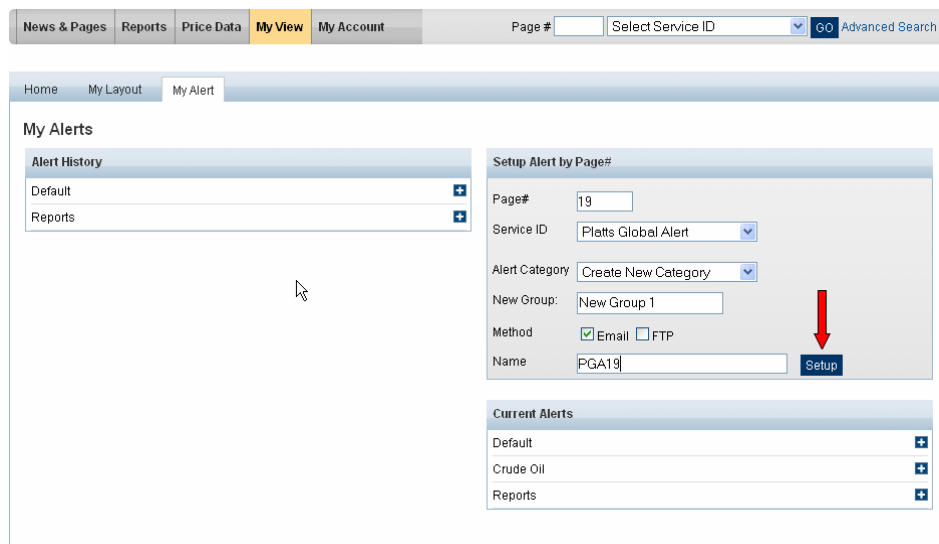 News & Pages Reports Price Data My View My Account Page # Select Service ID GO Advanced Search
Home My Layout My Alert
My Alerts
Alert History
Default
Reports
Setup Alert by Page#
Page# 19
Service ID Platts Global Alert
Alert Category Create New Category
New Group: New Group 1
Method Email FTP
Name PGA19 Setup
Current Alerts
Default
Crude Oil
Reports